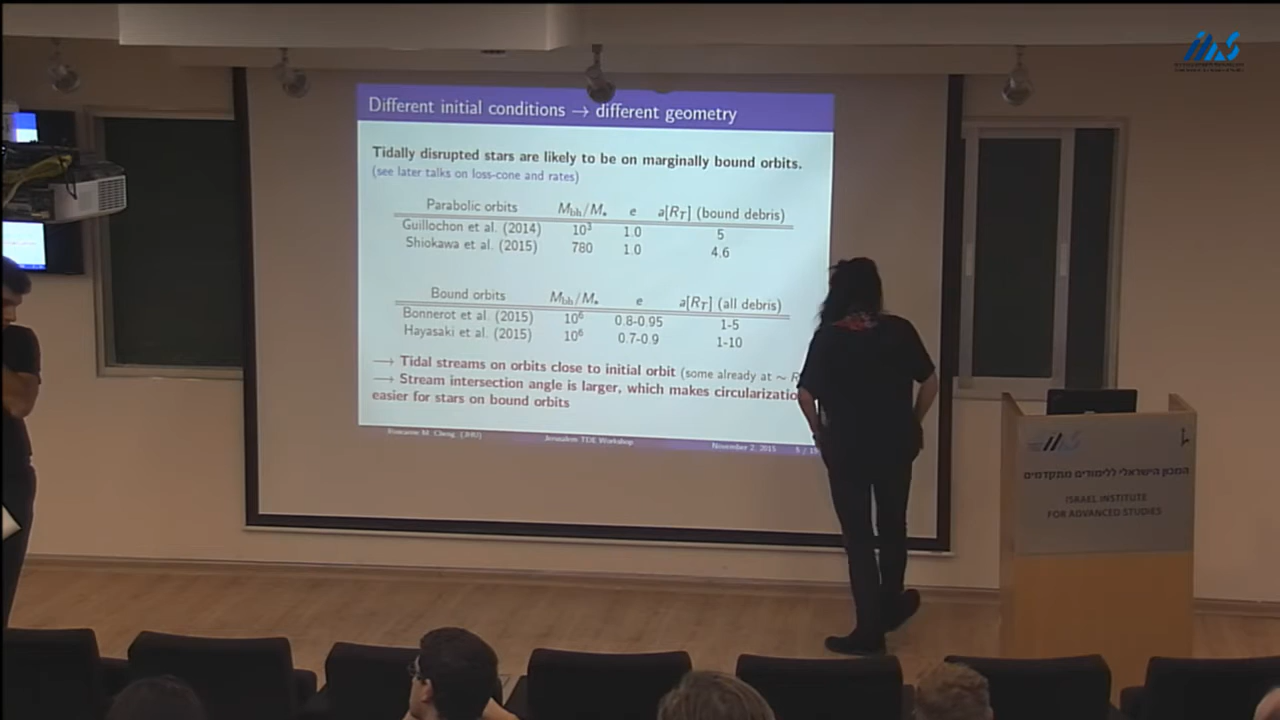 Different initial conditions → different geometry
Tidally disrupted stars are likely to be on marginally bound orbits.
(see later talks on loss-cone and rates)
Parabolic orbits M_bh/M_* e a[R_T] (bound debris)
Guillochon et al. (2014) 10³ 1.0 5
Shiokawa et al. (2015) 780 1.0 4.6
Bound orbits M_bh/M_* e a[R_T] (all debris)
Bonnerot et al. (2015) 10⁶ 0.8-0.95 1-5
Hayasaki et al. (2015) 10⁶ 0.7-0.9 1-10
→ Tidal streams on orbits close to initial orbit (some already at ~ R
→ Stream intersection angle is larger, which makes circularizatio
easier for stars on bound orbits
Roseanne M. Cheng (JHU) Jerusalem TDE Workshop November 2, 2015 5 / 15
המכון הישראלי ללימודים מתקדמים
ISRAEL INSTITUTE
FOR ADVANCED STUDIES